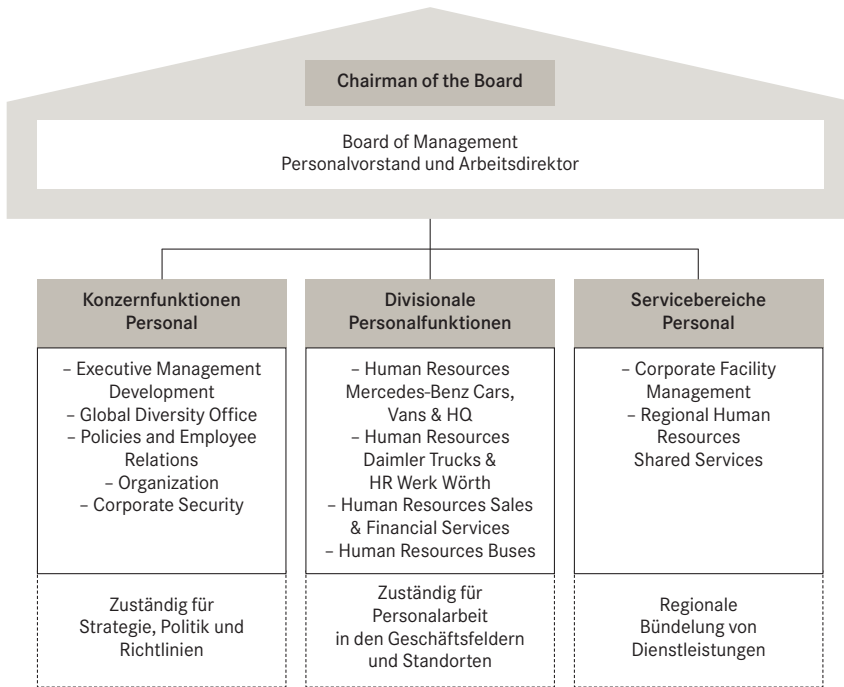 Chairman of the Board
Board of Management
Personalvorstand und Arbeitsdirektor
Konzernfunktionen
Personal
– Executive Management
Development
– Global Diversity Office
– Policies and Employee
Relations
– Organization
– Corporate Security
Zuständig für
Strategie, Politik und
Richtlinien
Divisionale
Personalfunktionen
– Human Resources
Mercedes-Benz Cars,
Vans & HQ
– Human Resources
Daimler Trucks &
HR Werk Wörth
– Human Resources Sales
& Financial Services
– Human Resources Buses
Zuständig für
Personalarbeit
in den Geschäftsfeldern
und Standorten
Servicebereiche
Personal
– Corporate Facility
Management
– Regional Human
Resources
Shared Services
Regionale
Bündelung von
Dienstleistungen